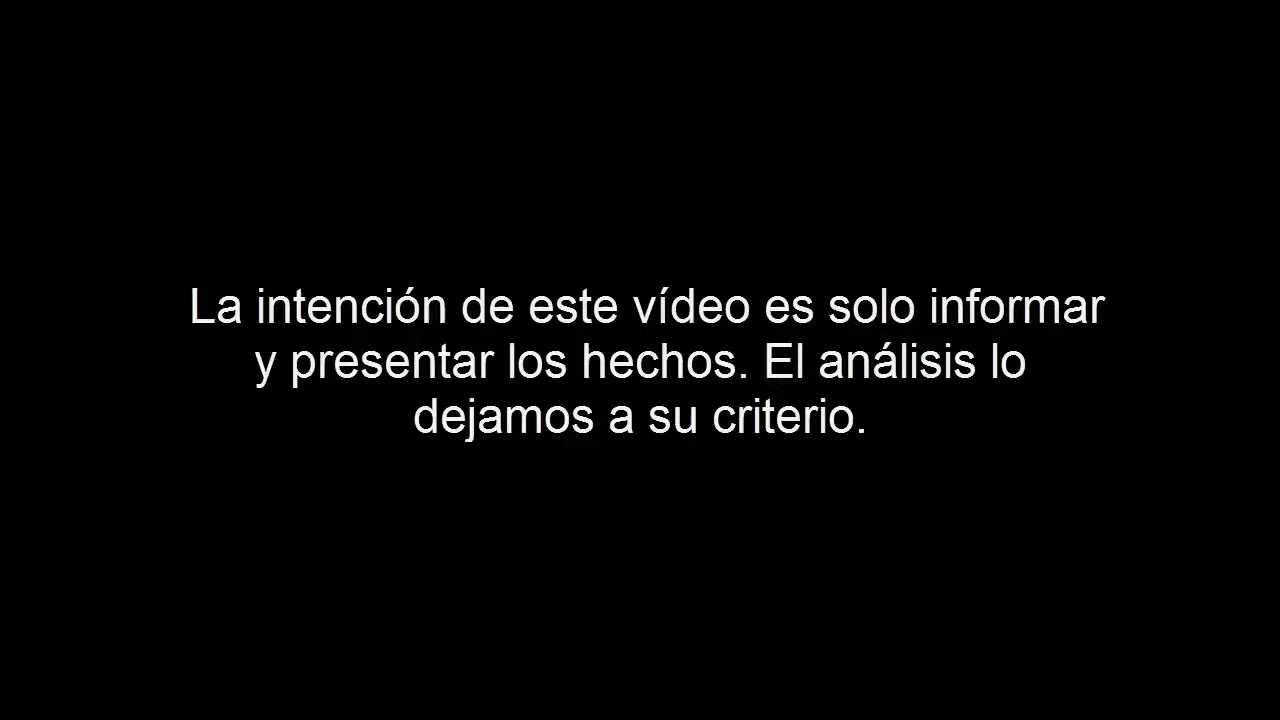 La intención de este vídeo es solo informar
y presentar los hechos. El análisis lo
dejamos a su criterio.